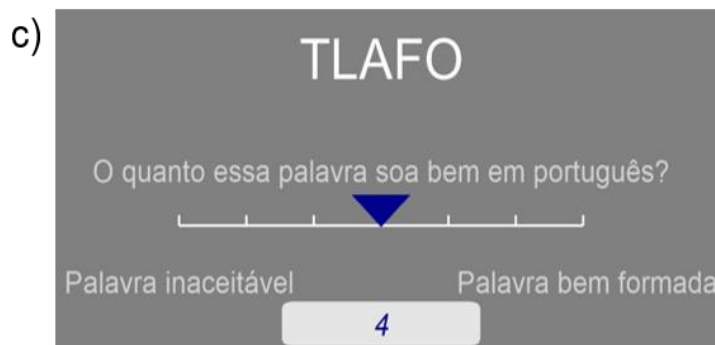 c)
TLAFO
O quanto essa palavra soa bem em português?
Palavra inaceitável Palavra bem formada
4